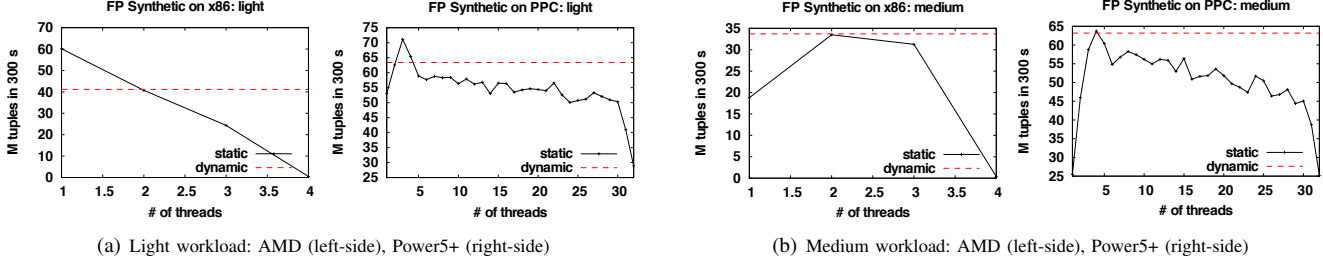 FP Synthetic on x86: light
M tuples in 300 s
70
60
50
40
30
20
10
0
1 1.5 2 2.5 3 3.5 4
# of threads
static
dynamic
FP Synthetic on PPC: light
M tuples in 300 s
75
70
65
60
55
50
45
40
35
30
25
5 10 15 20 25 30
# of threads
static
dynamic
(a) Light workload: AMD (left-side), Power5+ (right-side)
FP Synthetic on x86: medium
M tuples in 300 s
35
30
25
20
15
10
5
0
1 1.5 2 2.5 3 3.5 4
# of threads
static
dynamic
FP Synthetic on PPC: medium
M tuples in 300 s
65
60
55
50
45
40
35
30
25
5 10 15 20 25 30
# of threads
static
dynamic
(b) Medium workload: AMD (left-side), Power5+ (right-side)